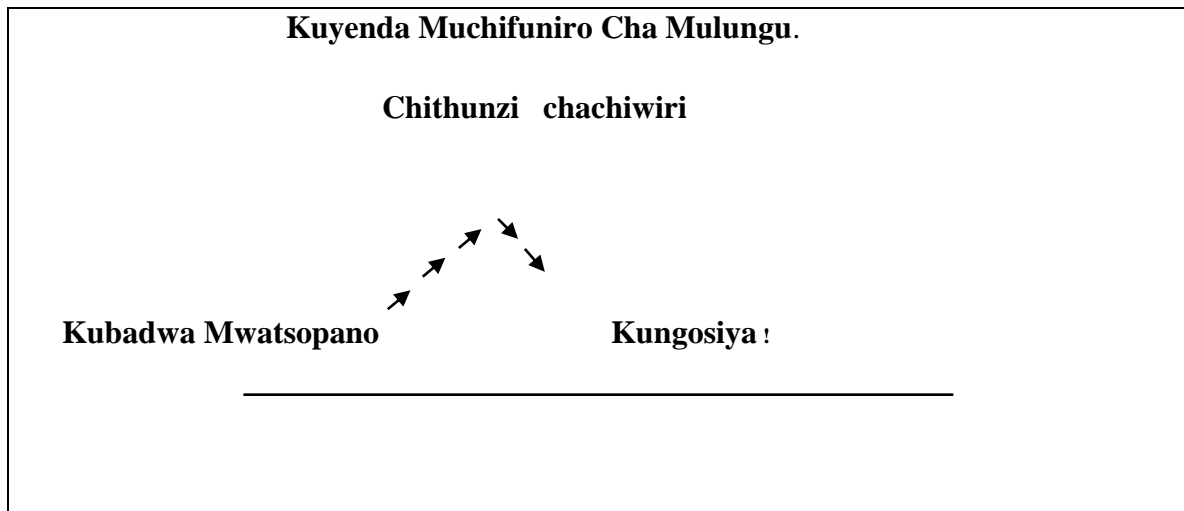 Kuyenda Muchifuniro Cha Mulungu.
Chithunzi chachiwiri
Kubadwa Mwatsopano Kungosiya !